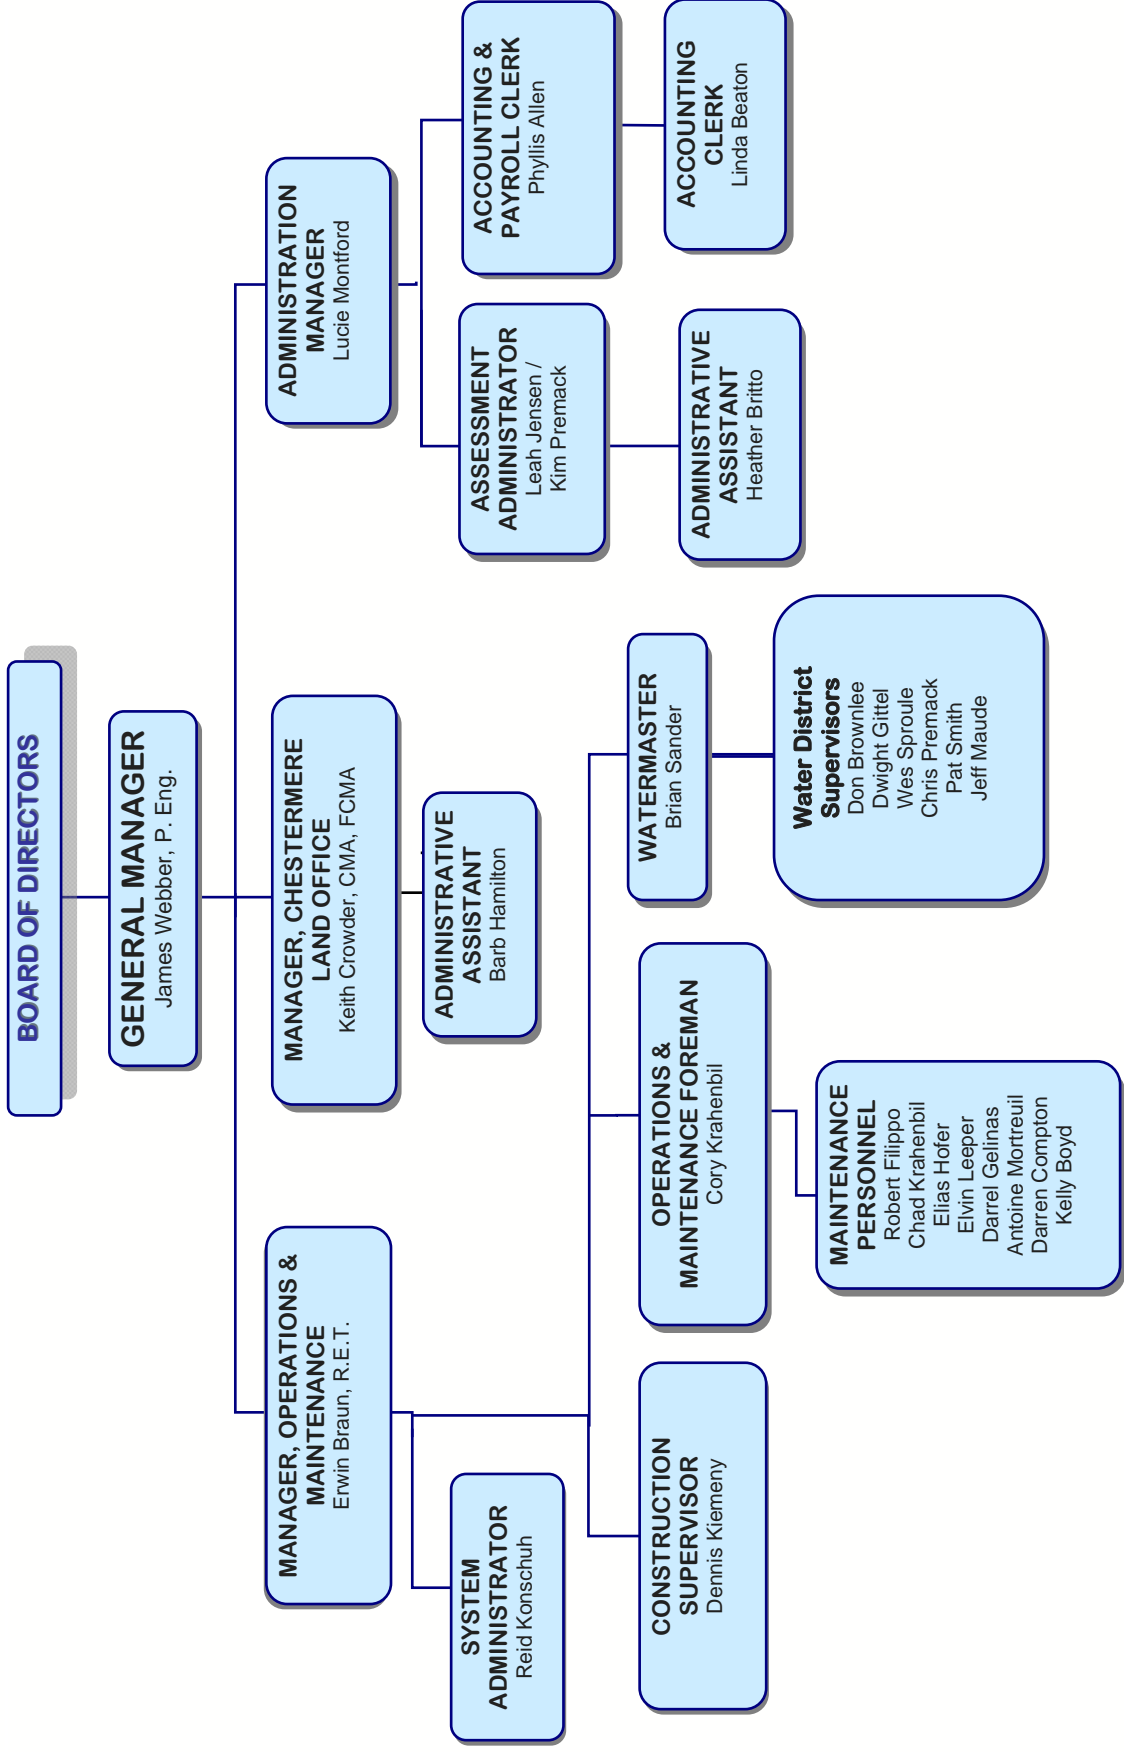 BOARD OF DIRECTORS
GENERAL MANAGER
James Webber, P. Eng.
MANAGER, OPERATIONS &
MAINTENANCE
Erwin Braun, R.E.T.
MANAGER, CHESTERMERE
LAND OFFICE
Keith Crowder, CMA, FCMA
ADMINISTRATION
MANAGER
Lucie Montford
SYSTEM
ADMINISTRATOR
Reid Konschuh
ADMINISTRATIVE
ASSISTANT
Barb Hamilton
ASSESSMENT
ADMINISTRATOR
Leah Jensen /
Kim Premack
ACCOUNTING &
PAYROLL CLERK
Phyllis Allen
CONSTRUCTION
SUPERVISOR
Dennis Kiemeny
OPERATIONS &
MAINTENANCE FOREMAN
Cory Krahenbil
WATERMASTER
Brian Sander
ADMINISTRATIVE
ASSISTANT
Heather Britto
ACCOUNTING
CLERK
Linda Beaton
MAINTENANCE
PERSONNEL
Robert Filippo
Chad Krahenbil
Elias Hofer
Elvin Leeper
Darrel Gelinas
Antoine Mortreuil
Darren Compton
Kelly Boyd
Water District
Supervisors
Don Brownlee
Dwight Gittel
Wes Sproule
Chris Premack
Pat Smith
Jeff Maude